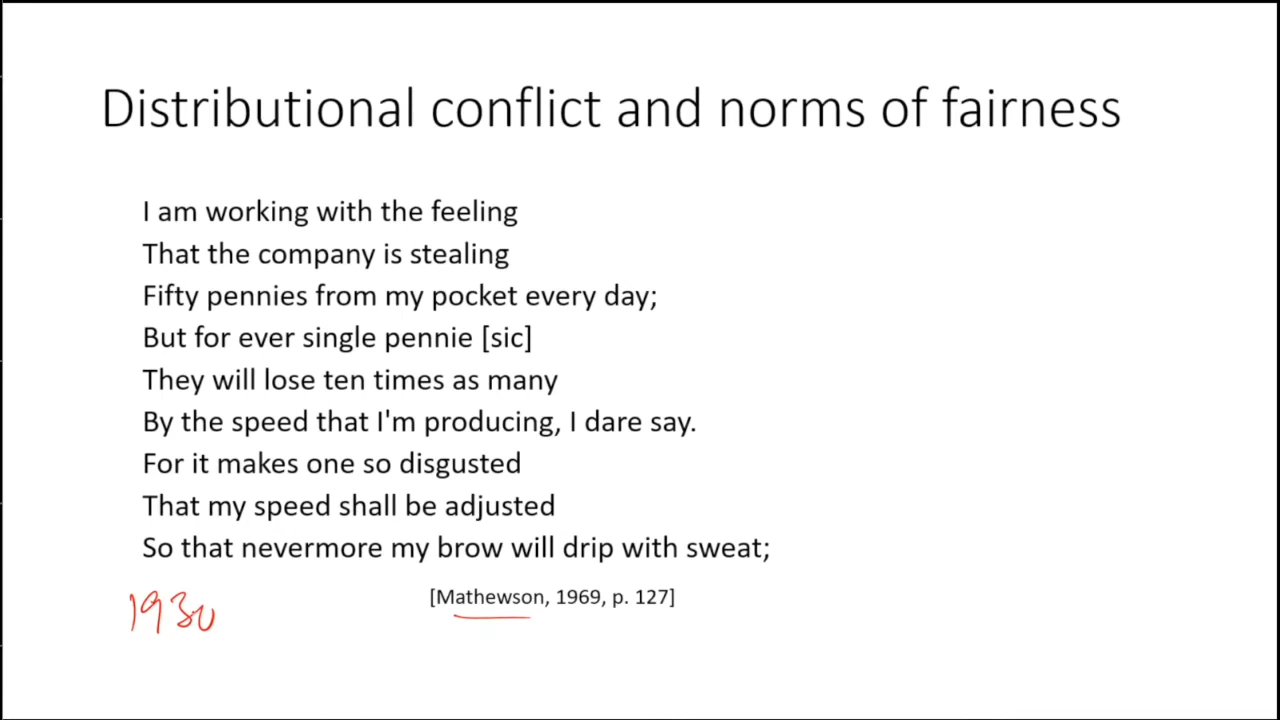 Distributional conflict and norms of fairness
I am working with the feeling
That the company is stealing
Fifty pennies from my pocket every day;
But for ever single pennie [sic]
They will lose ten times as many
By the speed that I'm producing, I dare say.
For it makes one so disgusted
That my speed shall be adjusted
So that nevermore my brow will drip with sweat;
[Mathewson, 1969, p. 127]
1930